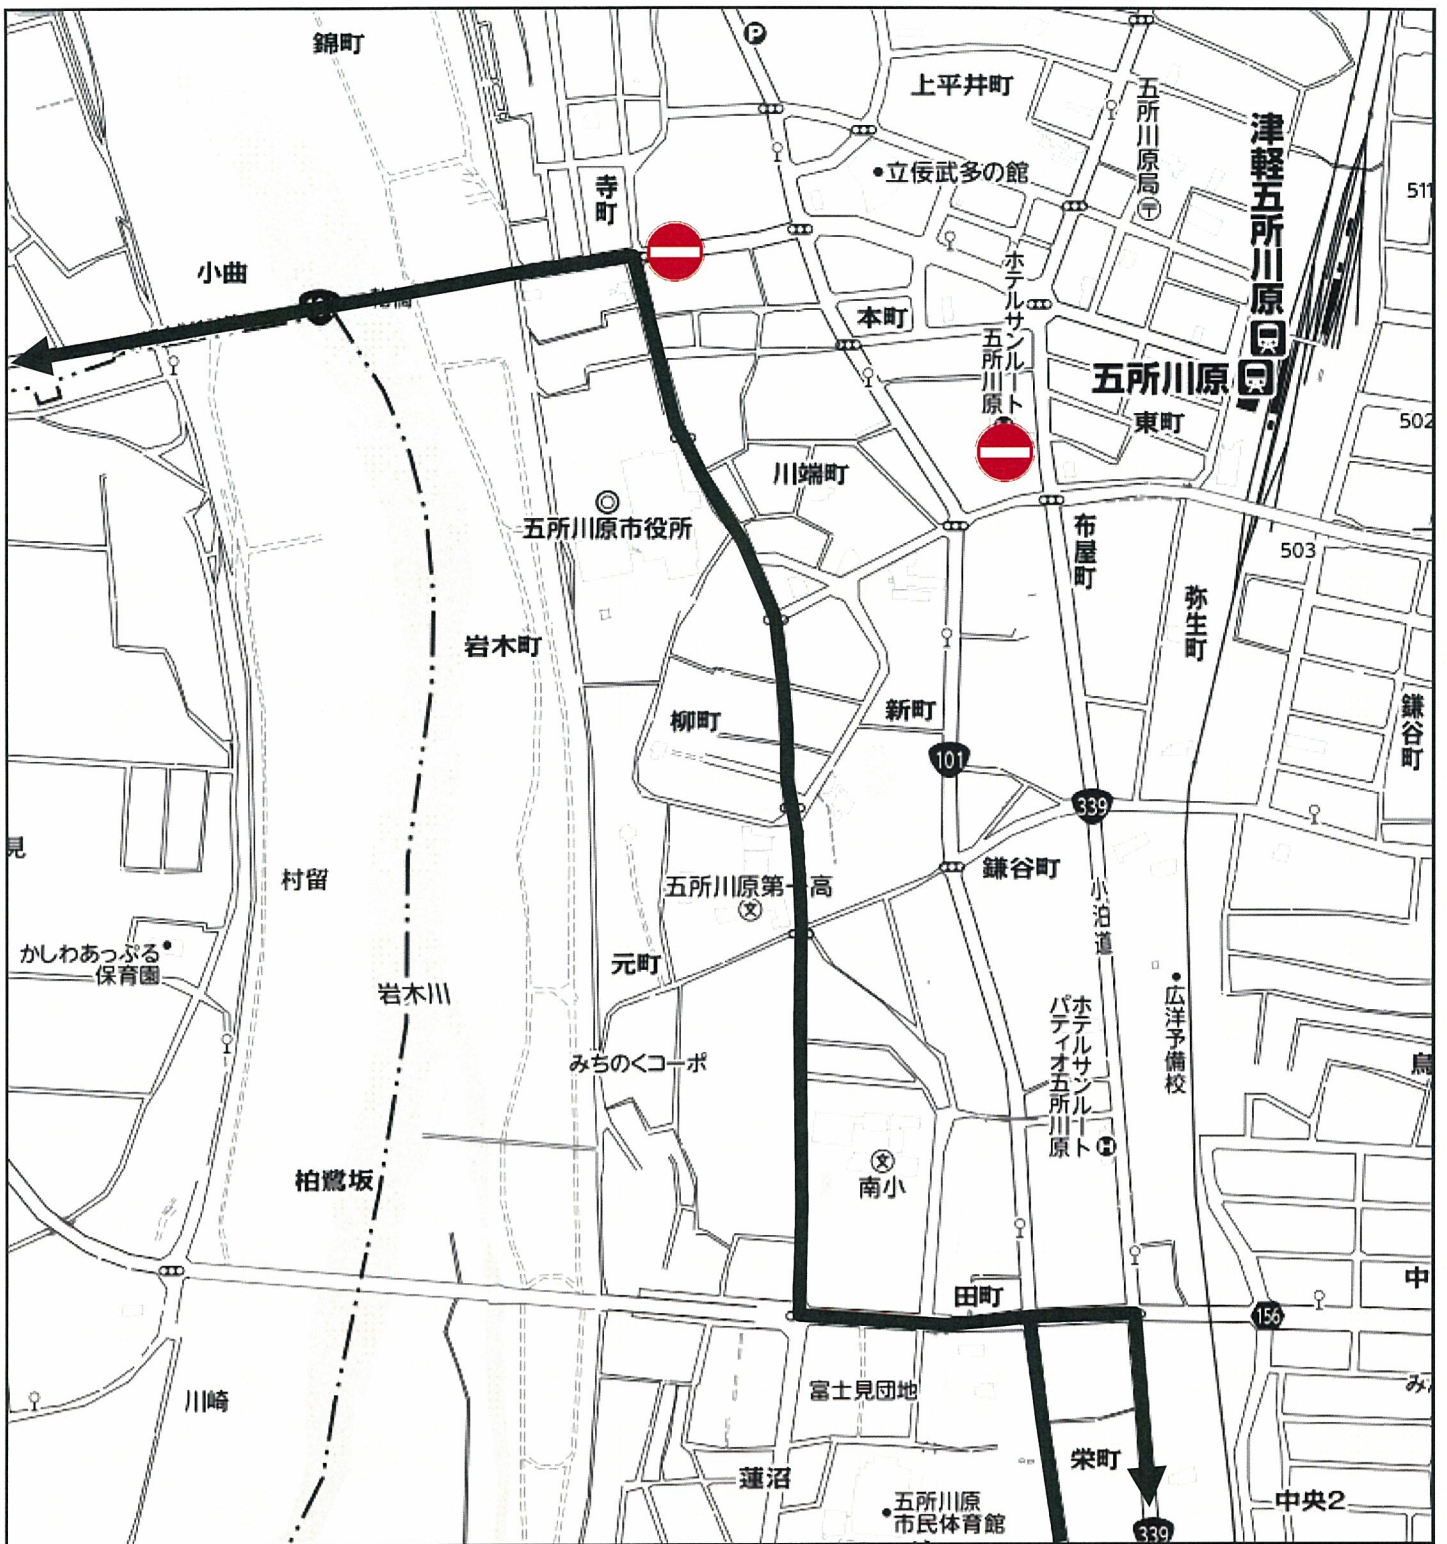 錦町
P
上平井町
五所川原局
津軽五所川原
立佞武多の館
寺町
511
小曲
ホテルサンルート
五所川原
本町
五所川原
東町
502
川端町
五所川原市役所
布屋町
503
弥生町
岩木町
柳町
新町
鎌谷町
101
339
見
村留
五所川原第一高
文
鎌谷町
小泊道
かしわあっぷる
保育園
元町
岩木川
広洋予備校
ホテルサンルート
パティオ五所川原
みちのくコーポ
鳥
H
文
南小
柏鷺坂
田町
中
156
川崎
富士見団地
み
栄町
蓮沼
五所川原
市民体育館
中央2
339